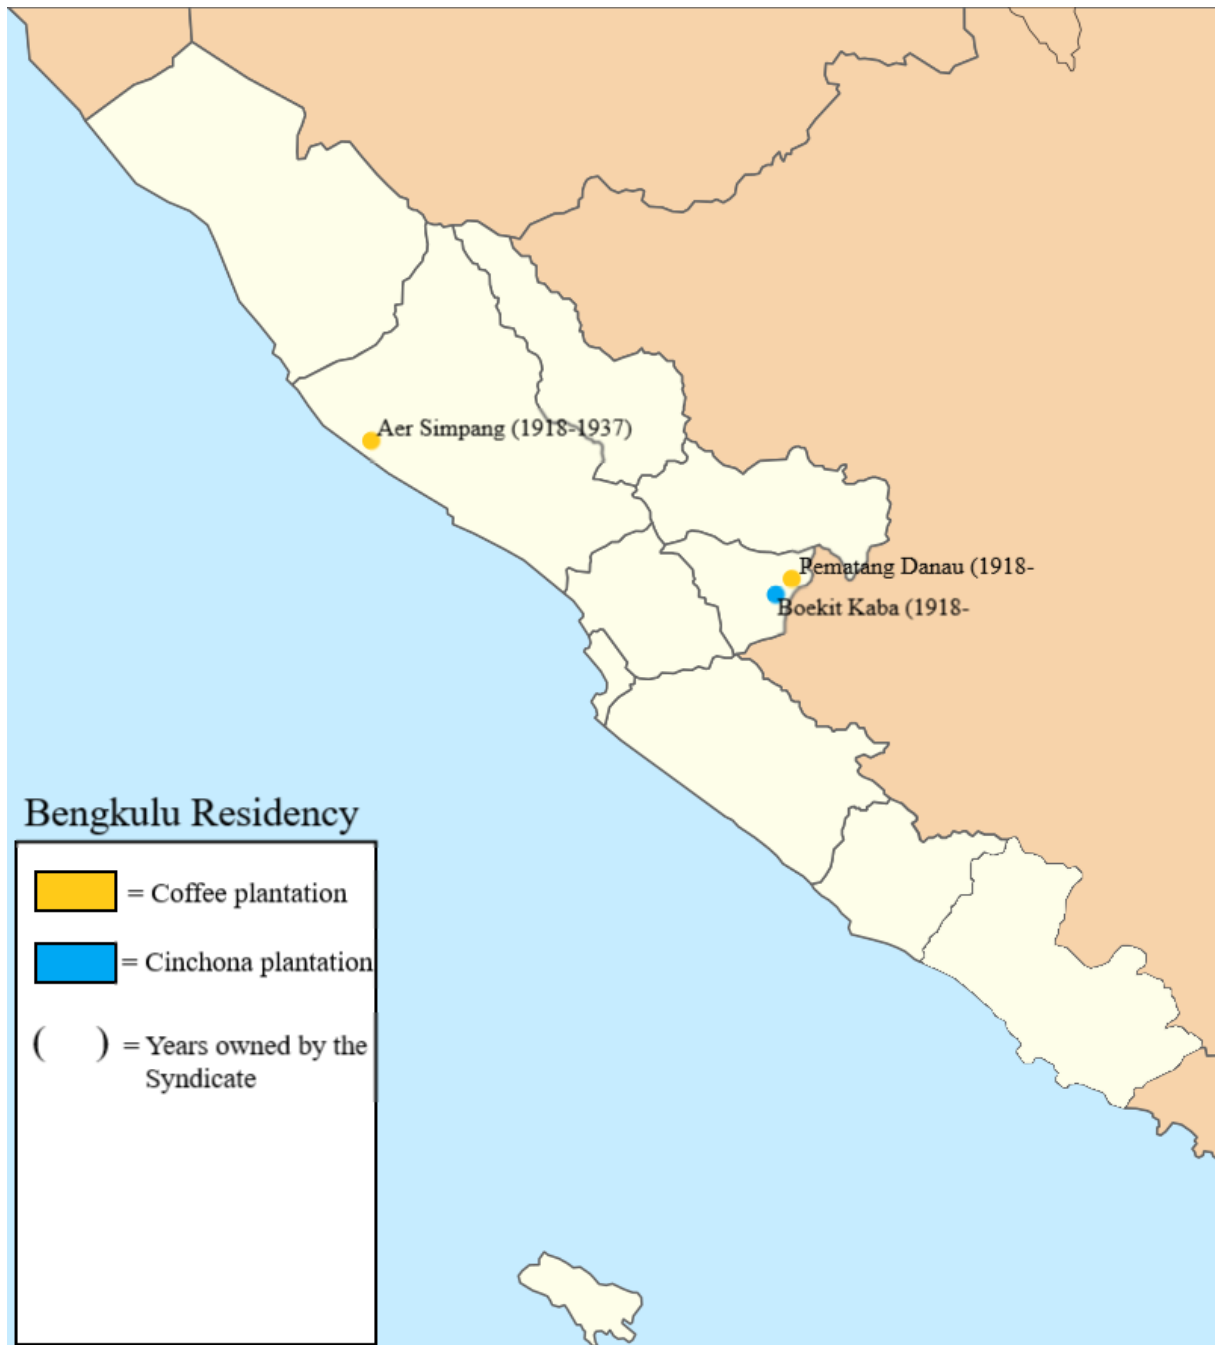 Aer Simpang (1918-1937)
Pematang Danau (1918-
Boekit Kaba (1918-
Bengkulu Residency
= Coffee plantation
= Cinchona plantation
( ) = Years owned by the
Syndicate